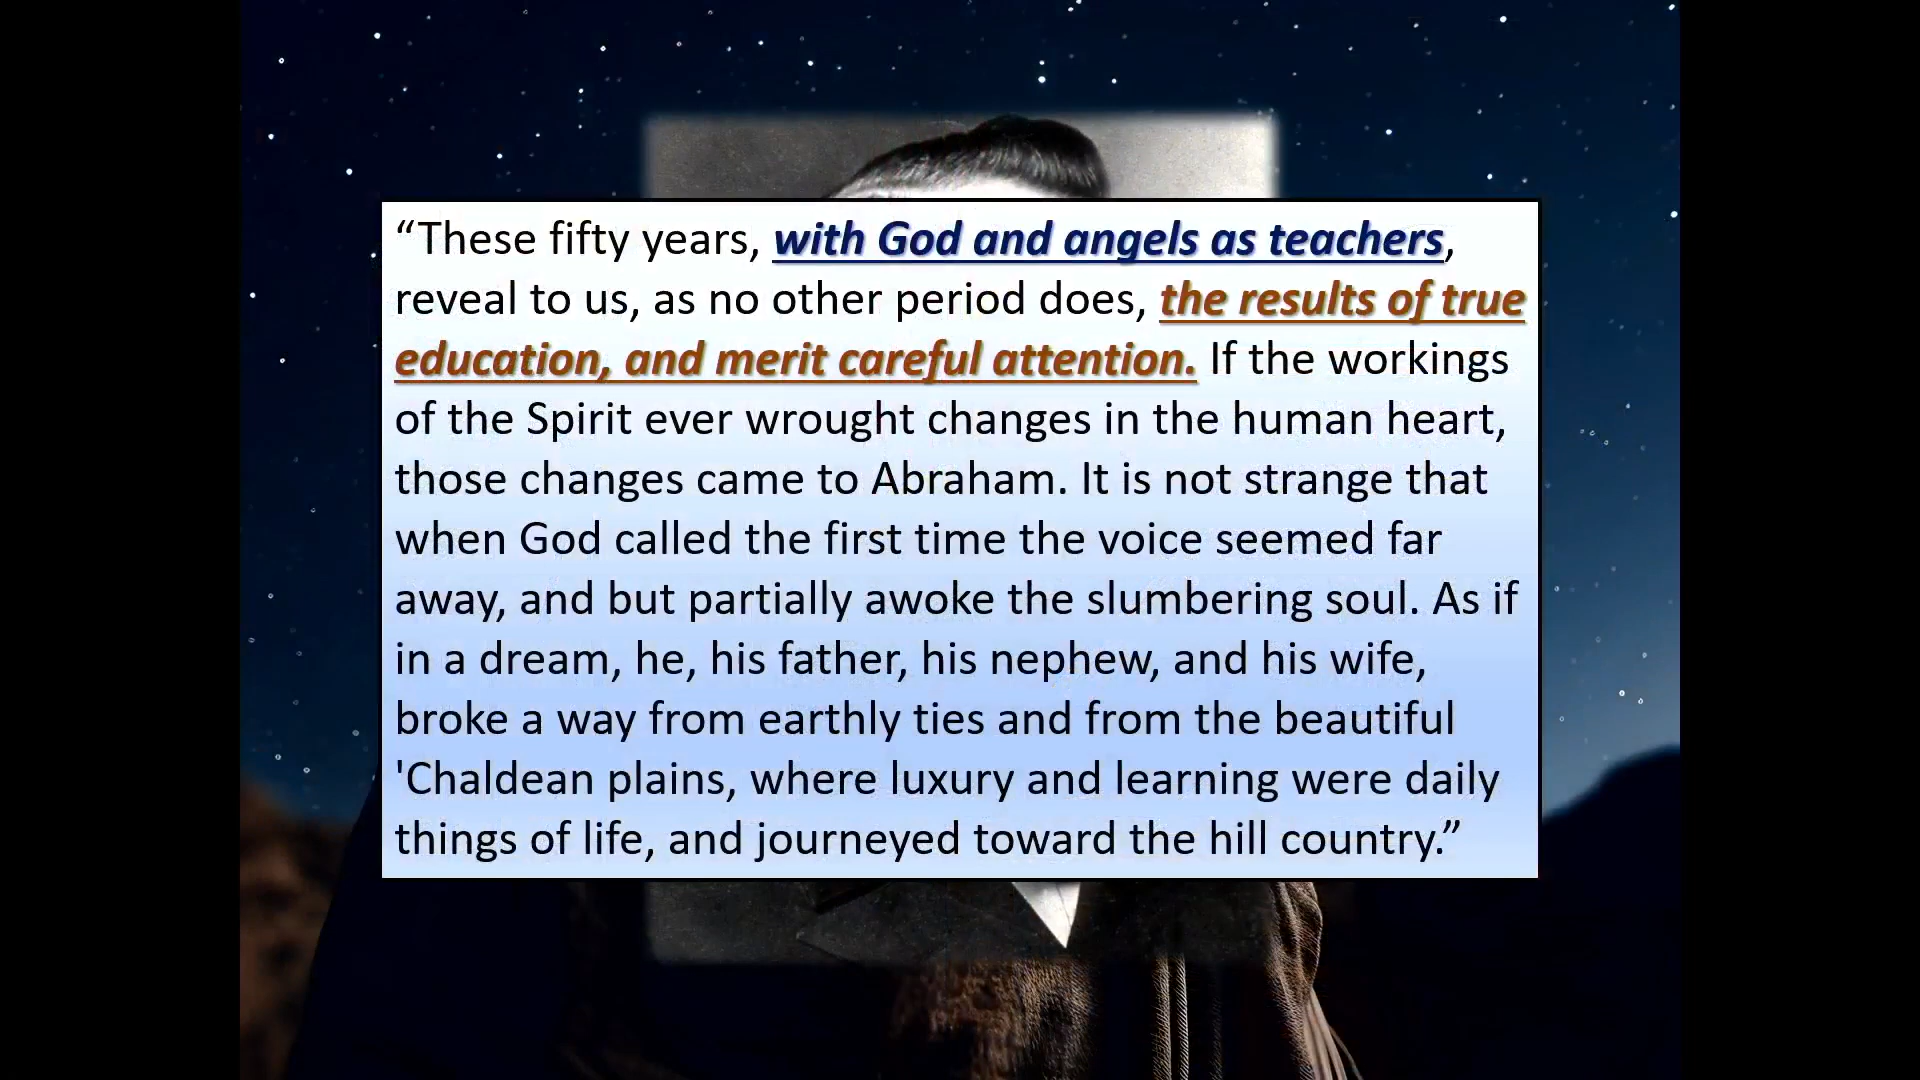 “These fifty years, with God and angels as teachers,
reveal to us, as no other period does, the results of true
education, and merit careful attention. If the workings
of the Spirit ever wrought changes in the human heart,
those changes came to Abraham. It is not strange that
when God called the first time the voice seemed far
away, and but partially awoke the slumbering soul. As if
in a dream, he, his father, his nephew, and his wife,
broke a way from earthly ties and from the beautiful
'Chaldean plains, where luxury and learning were daily
things of life, and journeyed toward the hill country.”